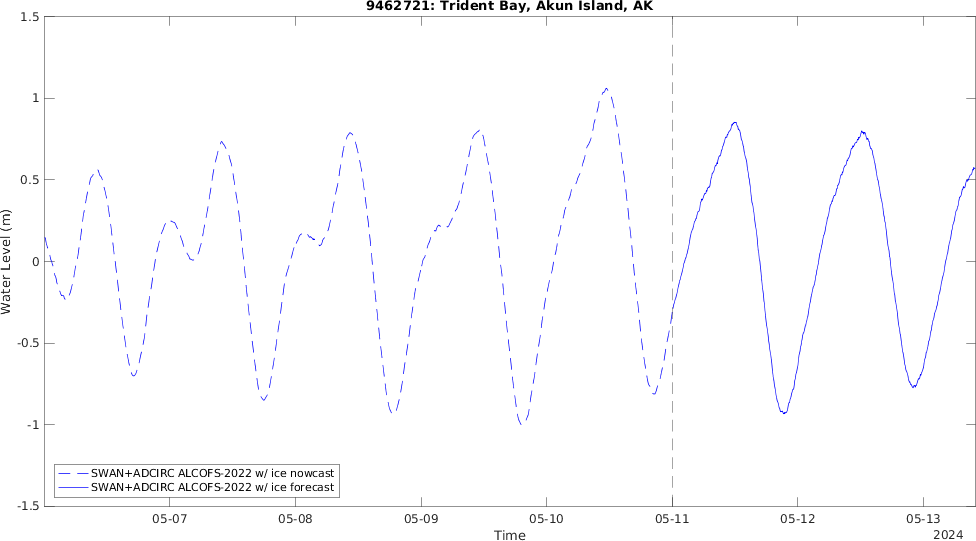 9462721: Trident Bay, Akun Island, AK
1.5
1
0.5
0
-0.5
-1
-1.5
Water Level (m)
SWAN+ADCIRC ALCOFS-2022 w/ ice nowcast
SWAN+ADCIRC ALCOFS-2022 w/ ice forecast
05-07 05-08 05-09 05-10 05-11 05-12 05-13
Time
2024